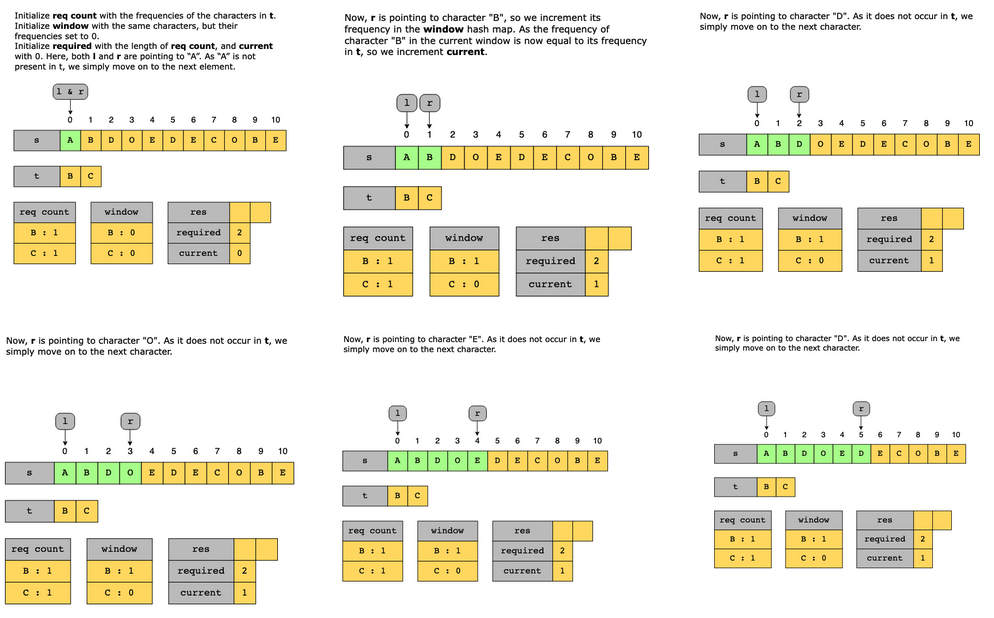 Initialize req count with the frequencies of the characters in t.
Initialize window with the same characters, but their
frequencies set to 0.
Initialize required with the length of req count, and current
with 0. Here, both l and r are pointing to “A”. As “A” is not
present in t, we simply move on to the next element.
l & r
0 1 2 3 4 5 6 7 8 9 10
s A B D O E D E C O B E
t B C
req count window res
B : 1 B : 0 required 2
C : 1 C : 0 current 0
Now, r is pointing to character "B", so we increment its
frequency in the window hash map. As the frequency of
character "B" in the current window is now equal to its frequency
in t, so we increment current.
l r
0 1 2 3 4 5 6 7 8 9 10
s A B D O E D E C O B E
t B C
req count window res
B : 1 B : 1 required 2
C : 1 C : 0 current 1
Now, r is pointing to character "D". As it does not occur in t, we
simply move on to the next character.
l r
0 1 2 3 4 5 6 7 8 9 10
s A B D O E D E C O B E
t B C
req count window res
B : 1 B : 1 required 2
C : 1 C : 0 current 1
Now, r is pointing to character "O". As it does not occur in t, we
simply move on to the next character.
l r
0 1 2 3 4 5 6 7 8 9 10
s A B D O E D E C O B E
t B C
req count window res
B : 1 B : 1 required 2
C : 1 C : 0 current 1
Now, r is pointing to character "E". As it does not occur in t, we
simply move on to the next character.
l r
0 1 2 3 4 5 6 7 8 9 10
s A B D O E D E C O B E
t B C
req count window res
B : 1 B : 1 required 2
C : 1 C : 0 current 1
Now, r is pointing to character "D". As it does not occur in t, we
simply move on to the next character.
l r
0 1 2 3 4 5 6 7 8 9 10
s A B D O E D E C O B E
t B C
req count window res
B : 1 B : 1 required 2
C : 1 C : 0 current 1